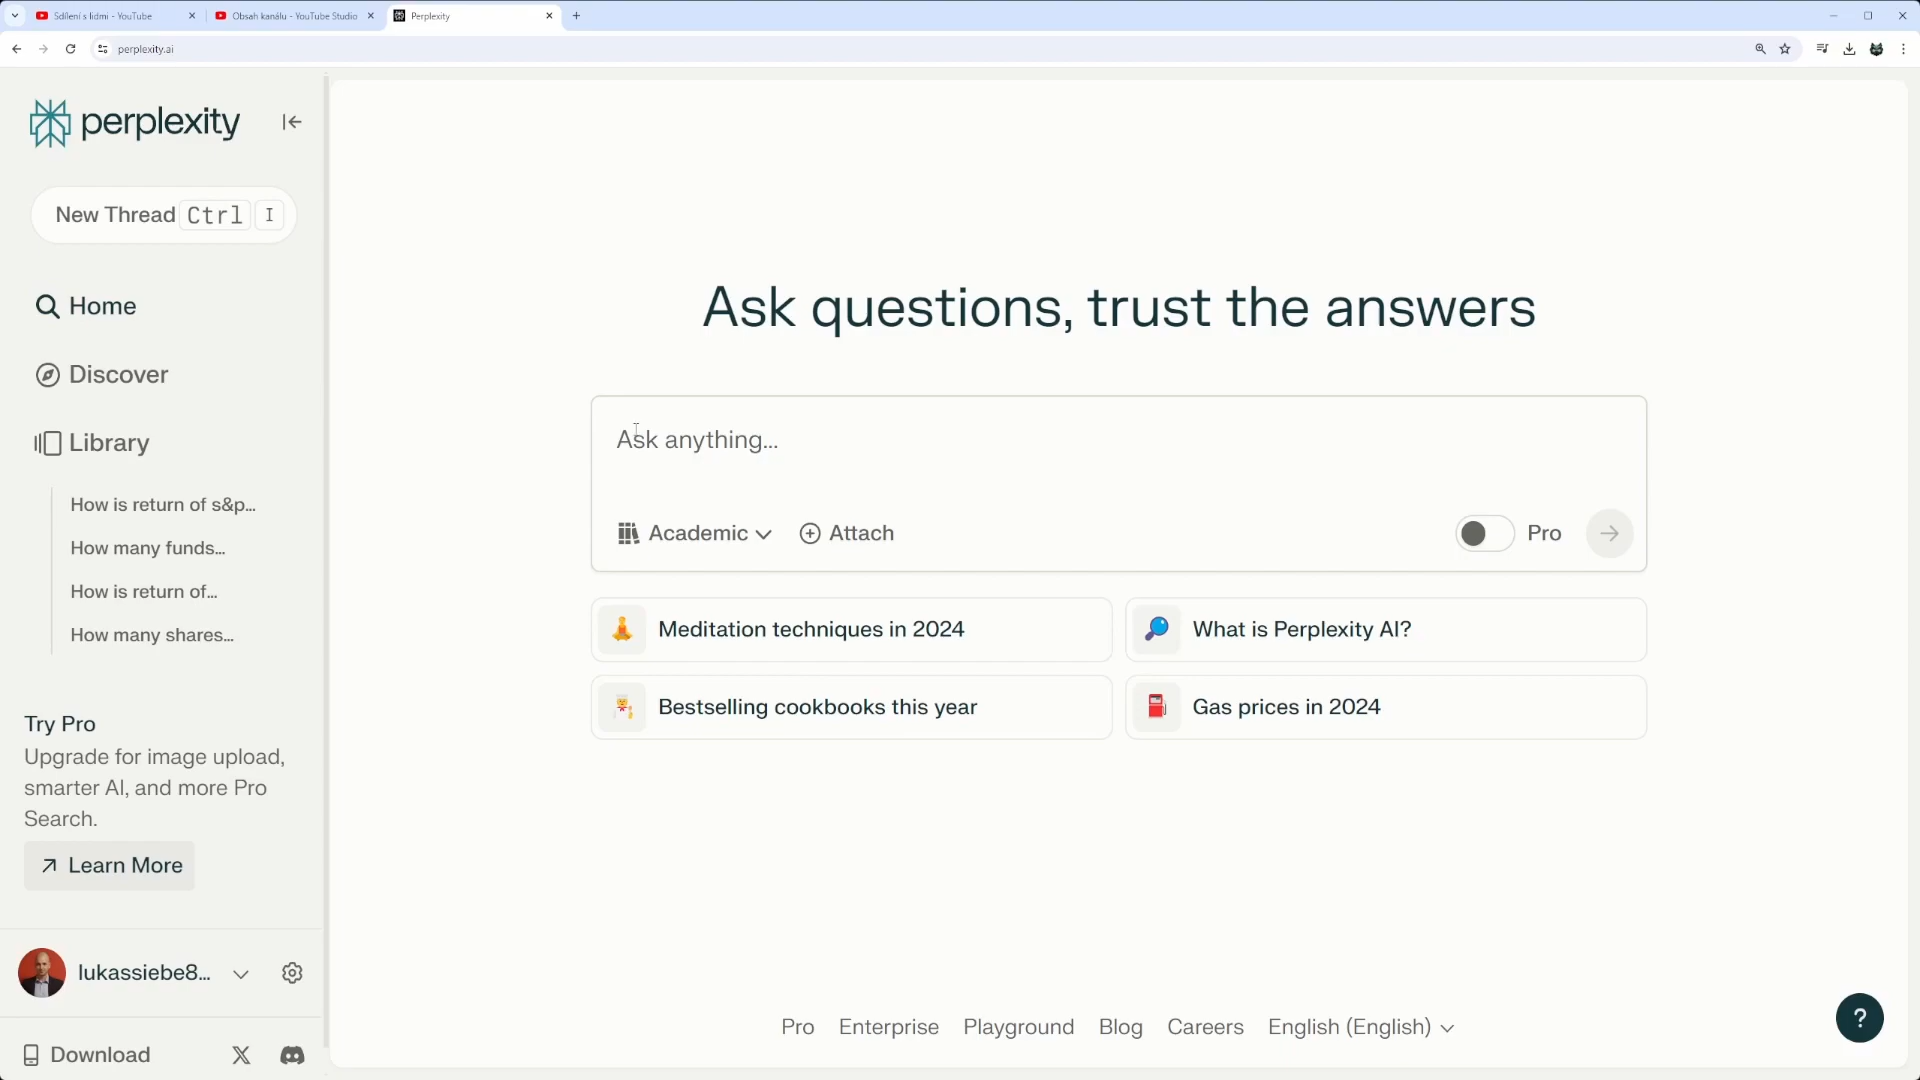 Sdílení s lidmi - YouTube
Obsah kanálu - YouTube Studio
Perplexity
perplexity.ai
perplexity
New Thread Ctrl I
Home
Discover
Library
How is return of s&p...
How many funds...
How is return of...
How many shares...
Try Pro
Upgrade for image upload,
smarter AI, and more Pro
Search.
Learn More
lukassiebe8...
Download
Ask questions, trust the answers
Ask anything...
Academic
Attach
Pro
Meditation techniques in 2024
What is Perplexity AI?
Bestselling cookbooks this year
Gas prices in 2024
Pro Enterprise Playground Blog Careers English (English)
?